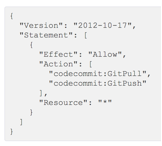 {
  "Version": "2012-10-17",
  "Statement": [
    {
      "Effect": "Allow",
      "Action": [
        "codecommit:GitPull",
        "codecommit:GitPush"
      ],
      "Resource": "*"
    }
  ]
}